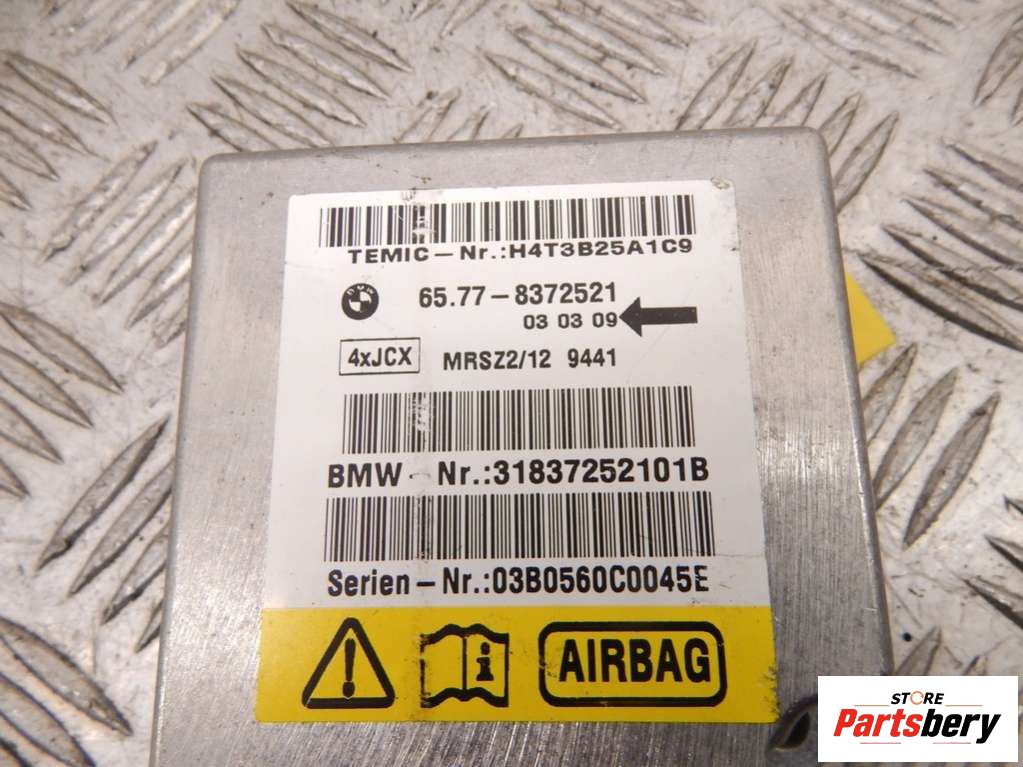 TEMIC-Nr.:H4T3B25A1C9
BMW
65.77-8372521
03 03 09
4xJCX MRSZ2/12 9441
BMW - Nr.:31837252101B
Serien-Nr.:03B0560C0045E
AIRBAG
STORE
Partsbery